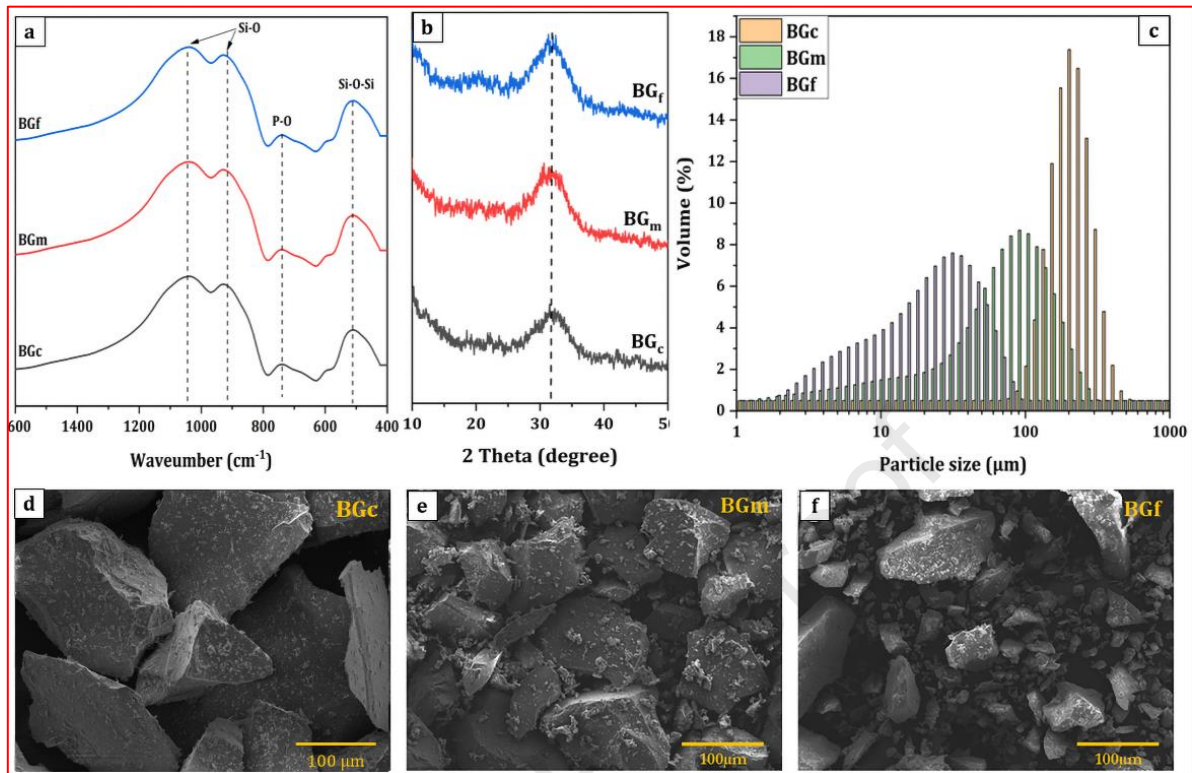 a
Si-O
Si-O-Si
P-O
BGf
BGm
BGc
1600 1400 1200 1000 800 600 400
Waveumber (cm⁻¹)
b
BGf
BGm
BGc
10 20 30 40 50
2 Theta (degree)
c
BGc
BGm
BGf
18
16
14
12
10
8
6
4
2
0
Volume (%)
1 10 100 1000
Particle size (µm)
d
BGc
100 µm
e
BGm
100µm
f
BGf
100µm